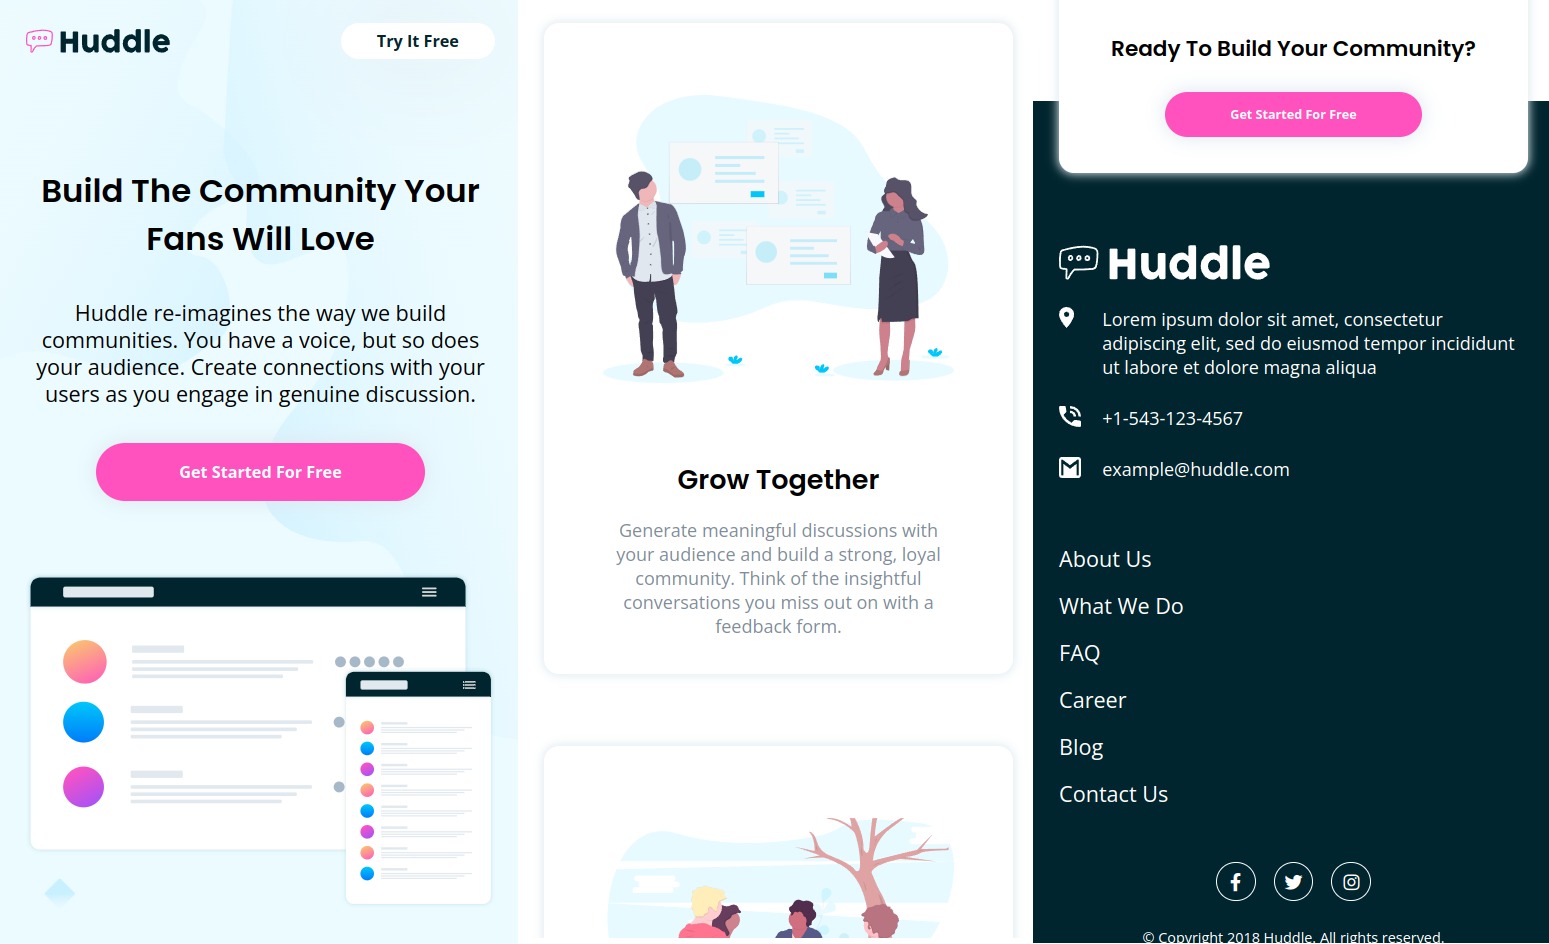 Huddle
Try It Free
Build The Community Your
Fans Will Love
Huddle re-imagines the way we build
communities. You have a voice, but so does
your audience. Create connections with your
users as you engage in genuine discussion.
Get Started For Free
Grow Together
Generate meaningful discussions with
your audience and build a strong, loyal
community. Think of the insightful
conversations you miss out on with a
feedback form.
Ready To Build Your Community?
Get Started For Free
Huddle
Lorem ipsum dolor sit amet, consectetur
adipiscing elit, sed do eiusmod tempor incididunt
ut labore et dolore magna aliqua
+1-543-123-4567
example@huddle.com
About Us
What We Do
FAQ
Career
Blog
Contact Us
© Copyright 2018 Huddle. All rights reserved.